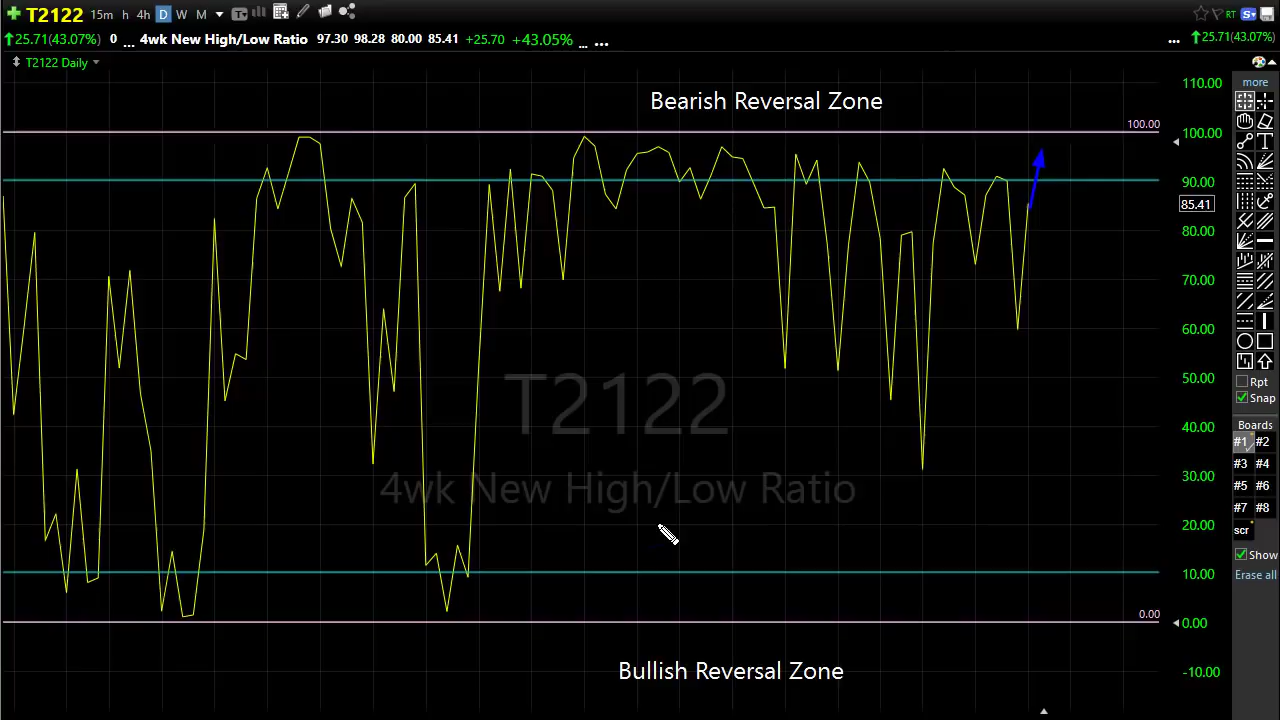 T2122 15m h 4h D W M RT
25.71(43.07%) 0 ... 4wk New High/Low Ratio 97.30 98.28 80.00 85.41 +25.70 +43.05% ... ... ... 25.71(43.07%)
T2122 Daily
more
Bearish Reversal Zone
110.00
100.00
100.00
90.00
85.41
80.00
70.00
60.00
50.00
40.00
30.00
20.00
10.00
0.00
0.00
-10.00
T2122
4wk New High/Low Ratio
Bullish Reversal Zone
Rpt
Snap
Boards
#1 #2
#3 #4
#5 #6
#7 #8
scr
Show
Erase all